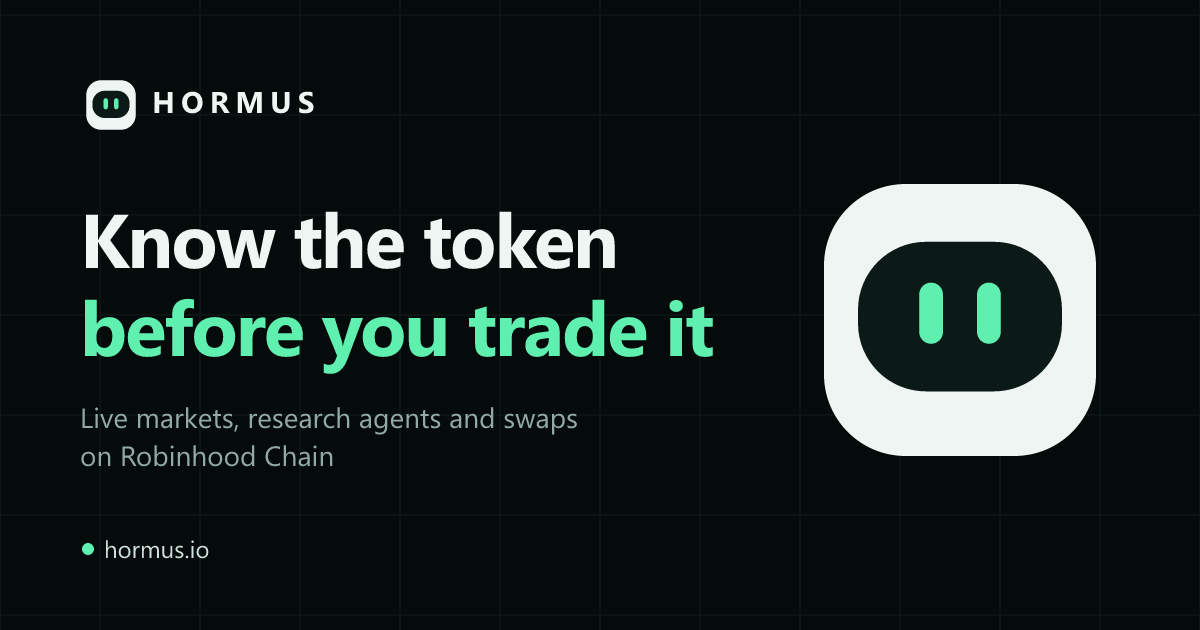 HORMUS
Know the token
before you trade it
Live markets, research agents and swaps
on Robinhood Chain
hormus.io